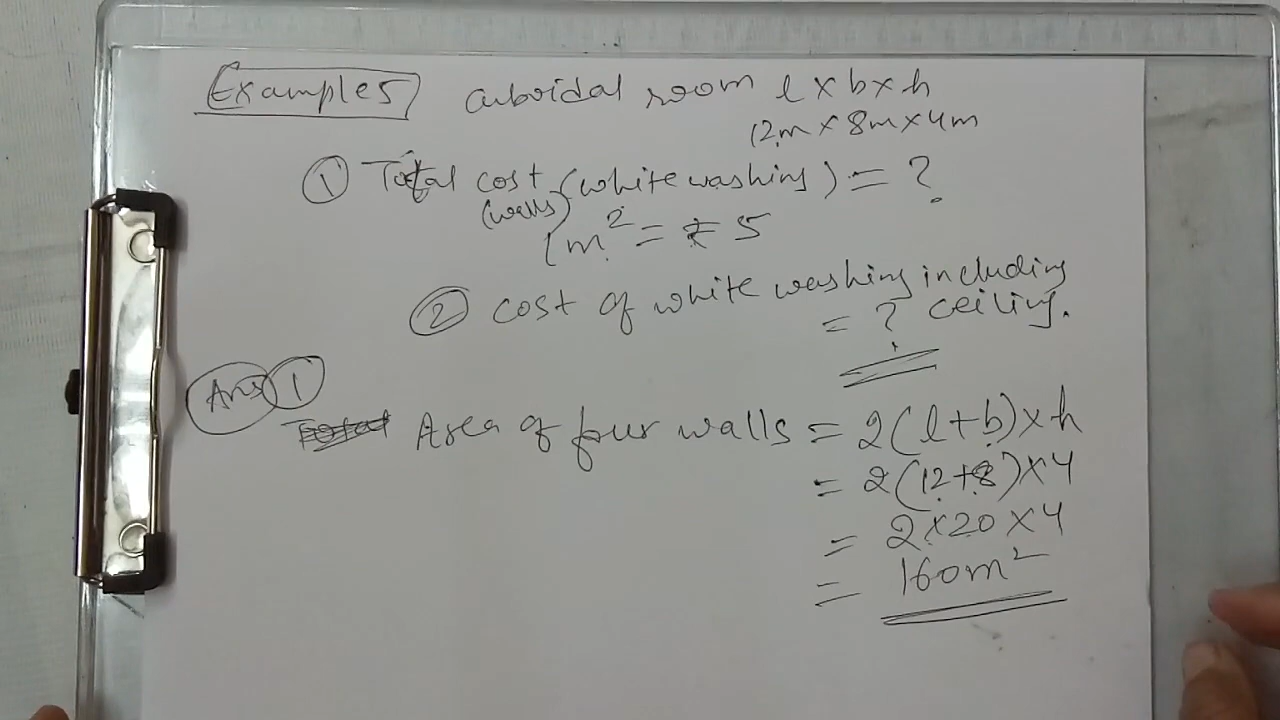 Examples cuboidal room l×b×h
12m×8m×4m
① Total cost (white washing) = ?
(walls)
1m² = ₹ 5
② cost of white washing including
= ? ceiling.
Ans ①
Total Area of four walls = 2(l+b)×h
= 2(12+8)×4
= 2×20×4
= 160m²